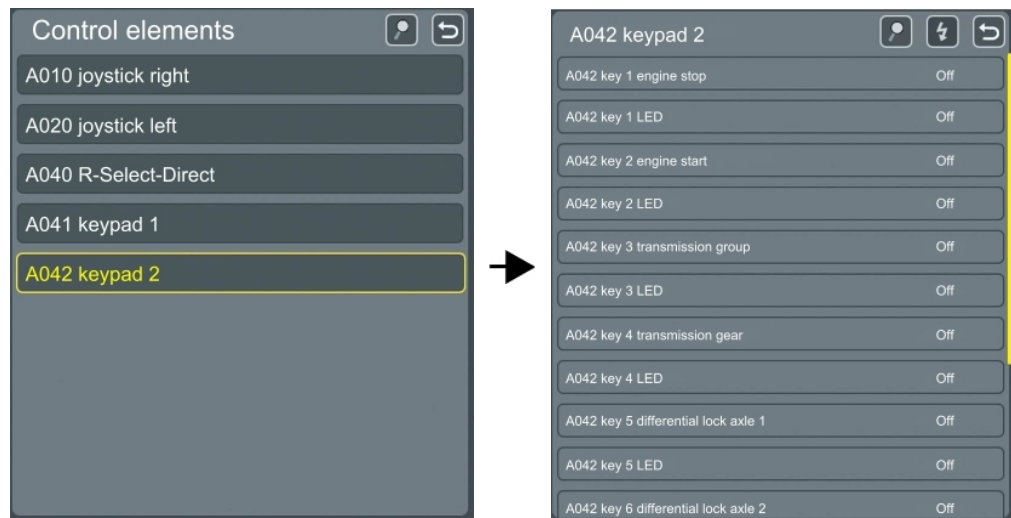 Control elements
A010 joystick right
A020 joystick left
A040 R-Select-Direct
A041 keypad 1
A042 keypad 2
A042 keypad 2
A042 key 1 engine stop Off
A042 key 1 LED Off
A042 key 2 engine start Off
A042 key 2 LED Off
A042 key 3 transmission group Off
A042 key 3 LED Off
A042 key 4 transmission gear Off
A042 key 4 LED Off
A042 key 5 differential lock axle 1 Off
A042 key 5 LED Off
A042 key 6 differential lock axle 2 Off